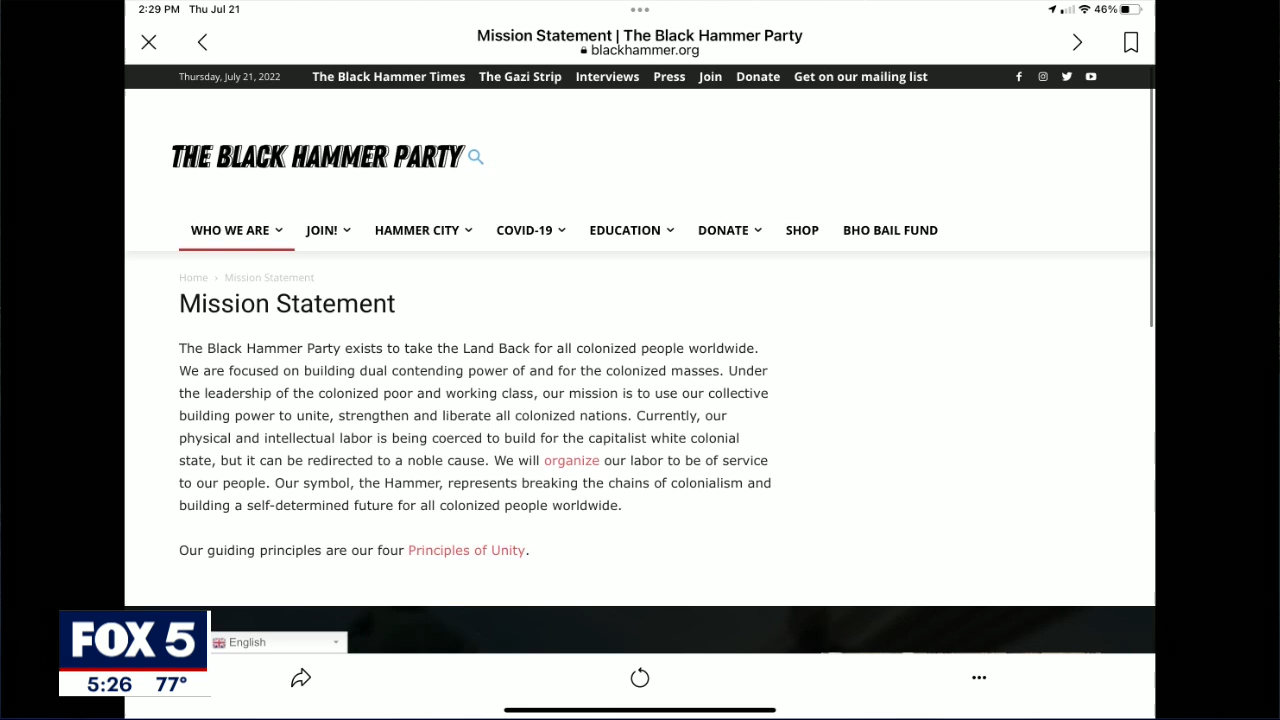 2:29 PM Thu Jul 21
46%
Mission Statement | The Black Hammer Party
blackhammer.org
Thursday, July 21, 2022 The Black Hammer Times The Gazi Strip Interviews Press Join Donate Get on our mailing list
THE BLACK HAMMER PARTY
WHO WE ARE JOIN! HAMMER CITY COVID-19 EDUCATION DONATE SHOP BHO BAIL FUND
Home › Mission Statement
Mission Statement
The Black Hammer Party exists to take the Land Back for all colonized people worldwide.
We are focused on building dual contending power of and for the colonized masses. Under
the leadership of the colonized poor and working class, our mission is to use our collective
building power to unite, strengthen and liberate all colonized nations. Currently, our
physical and intellectual labor is being coerced to build for the capitalist white colonial
state, but it can be redirected to a noble cause. We will organize our labor to be of service
to our people. Our symbol, the Hammer, represents breaking the chains of colonialism and
building a self-determined future for all colonized people worldwide.
Our guiding principles are our four Principles of Unity.
English
FOX 5
5:26 77°